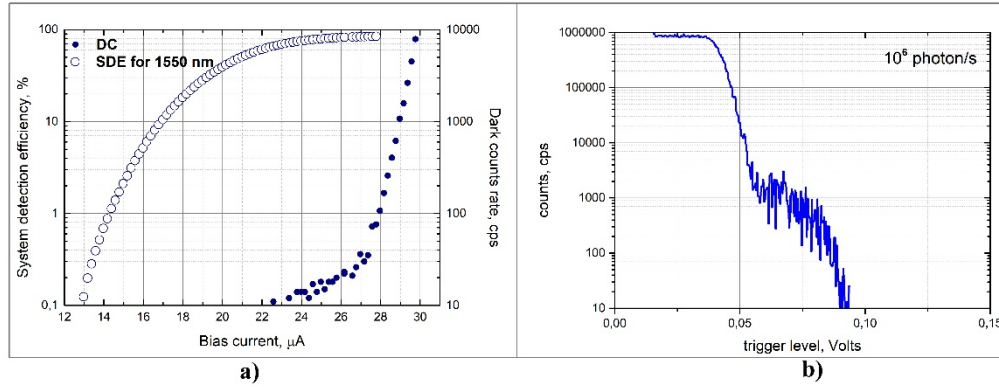 DC
SDE for 1550 nm
System detection efficiency, %
100
10
1
0,1
10000
1000
100
10
Dark counts rate, cps
12 14 16 18 20 22 24 26 28 30
Bias current, μA
a)
10⁶ photon/s
counts, cps
1000000
100000
10000
1000
100
10
0,00 0,05 0,10 0,15
trigger level, Volts
b)